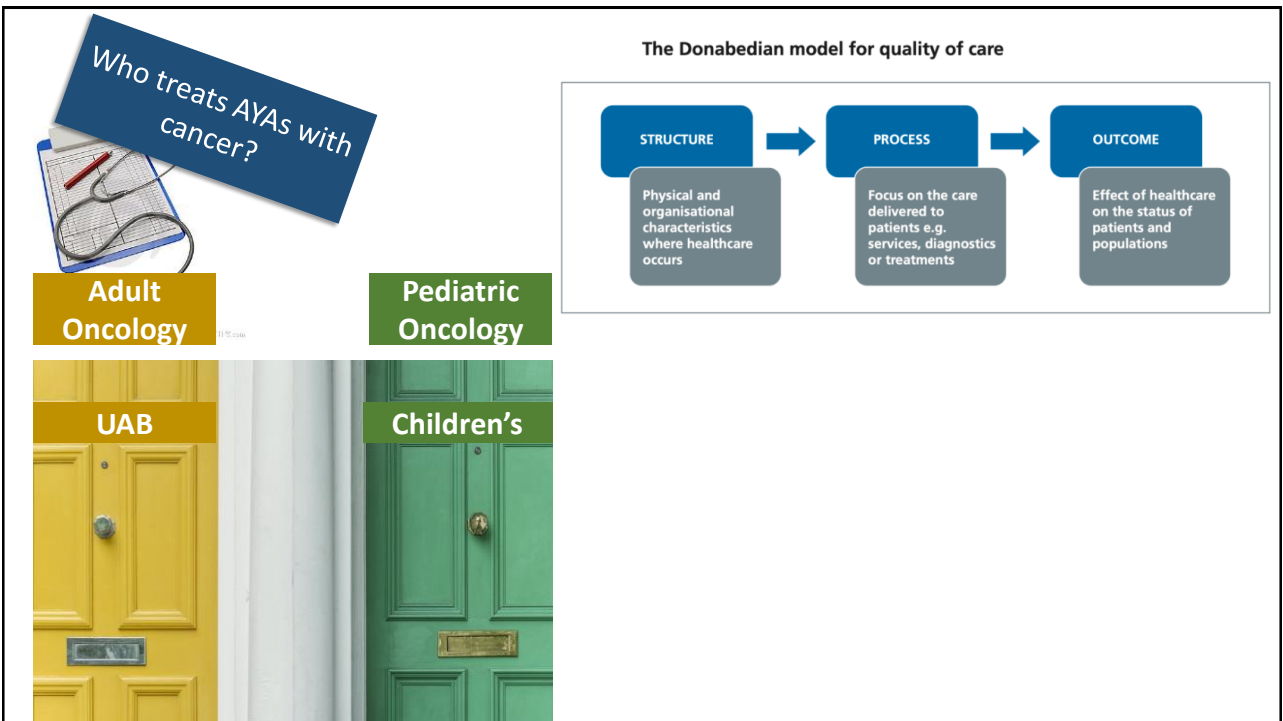 Who treats AYAs with
cancer?
Adult
Oncology
Pediatric
Oncology
UAB
Children's
The Donabedian model for quality of care
STRUCTURE
Physical and
organisational
characteristics
where healthcare
occurs
PROCESS
Focus on the care
delivered to
patients e.g.
services, diagnostics
or treatments
OUTCOME
Effect of healthcare
on the status of
patients and
populations